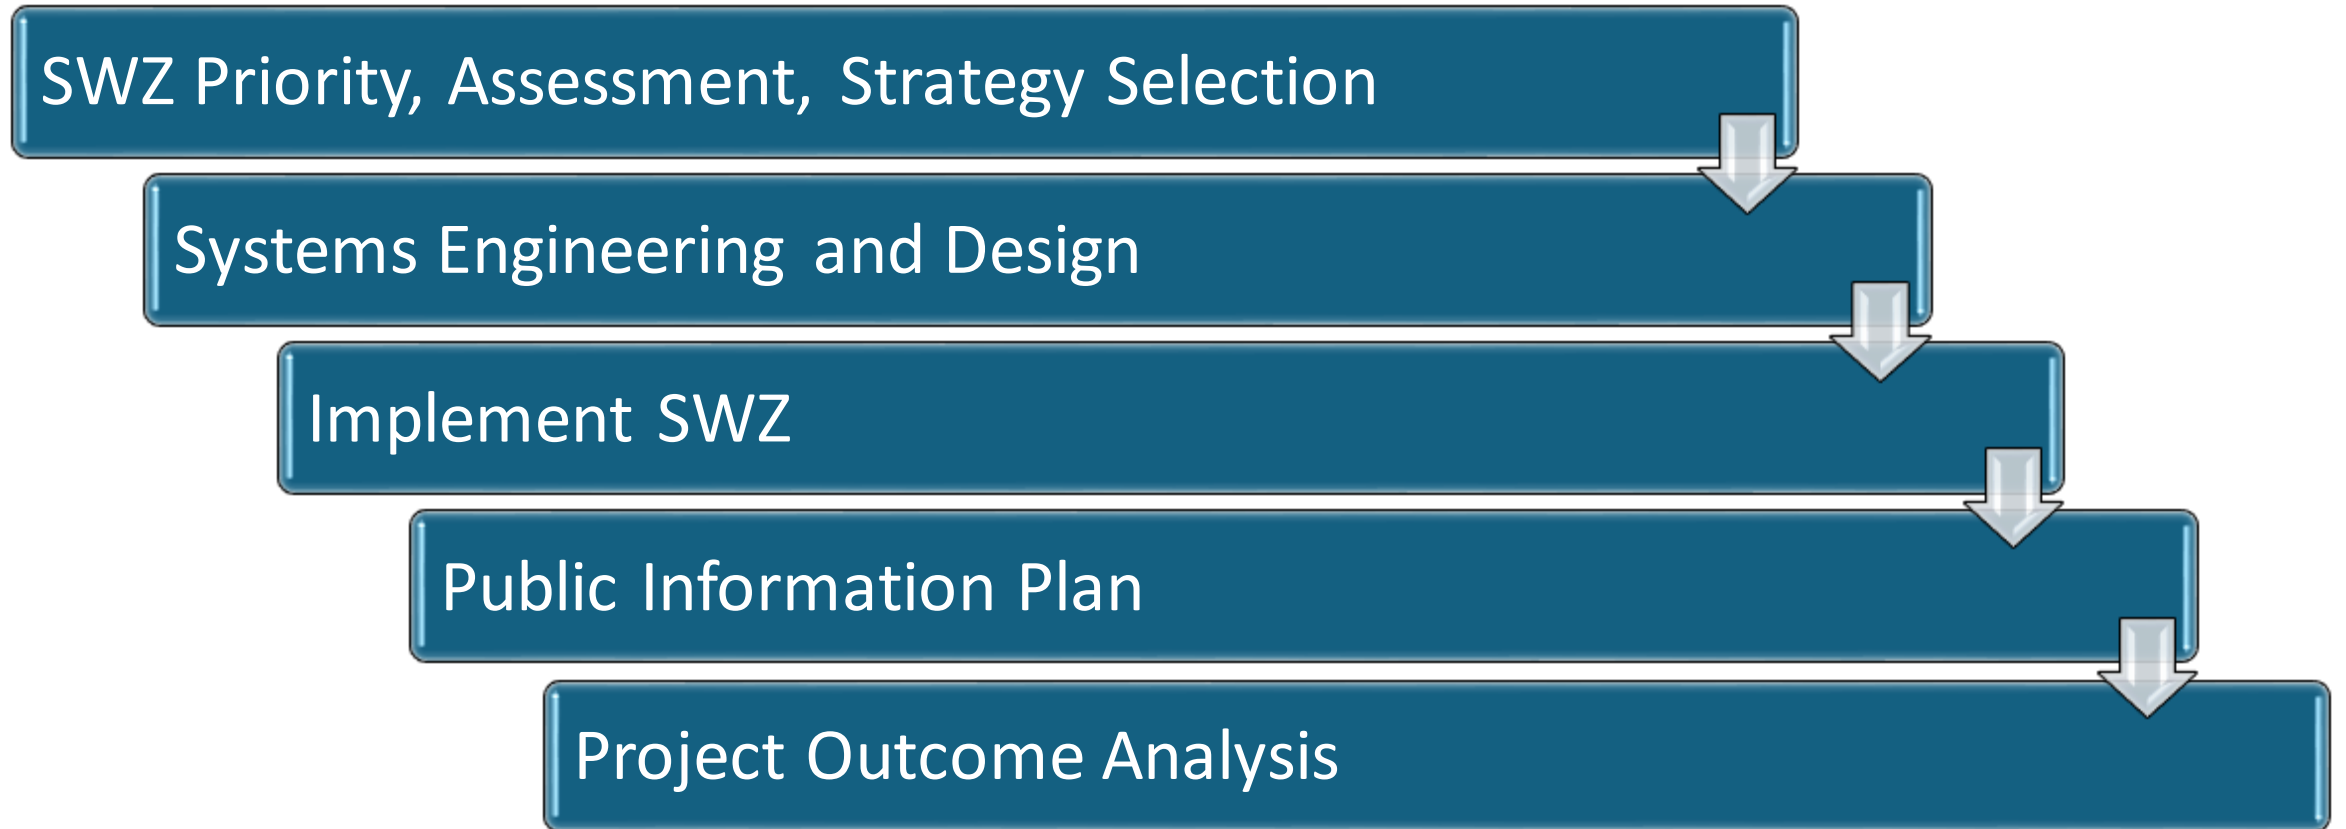 SWZ Priority, Assessment, Strategy Selection
Systems Engineering and Design
Implement SWZ
Public Information Plan
Project Outcome Analysis